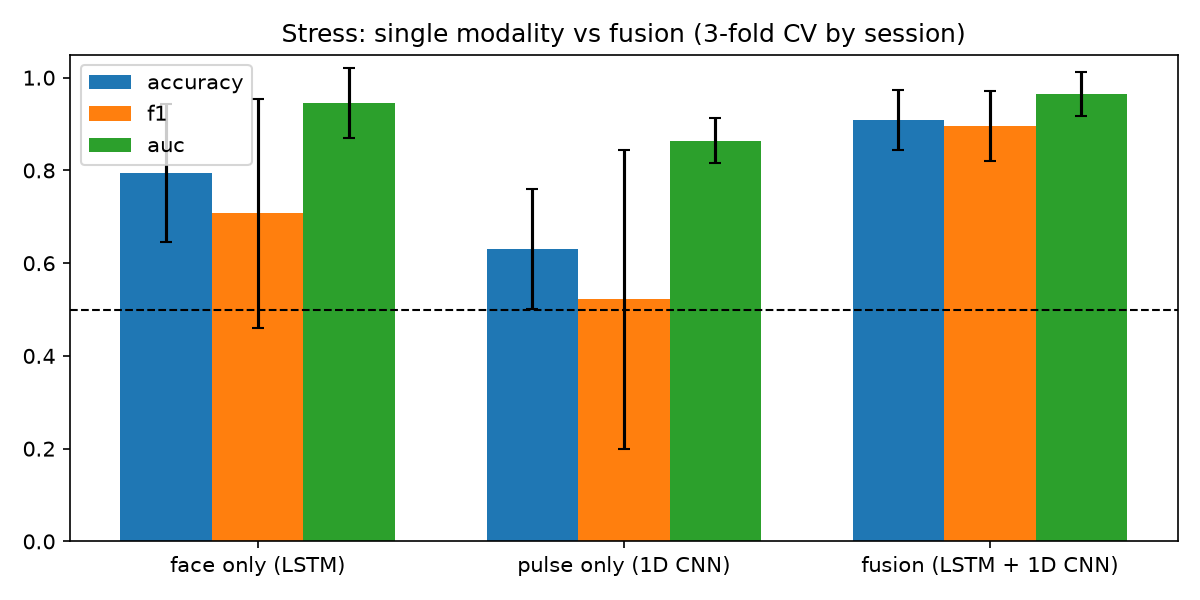 Stress: single modality vs fusion (3-fold CV by session)
accuracy
f1
auc
1.0
0.8
0.6
0.4
0.2
0.0
face only (LSTM)
pulse only (1D CNN)
fusion (LSTM + 1D CNN)